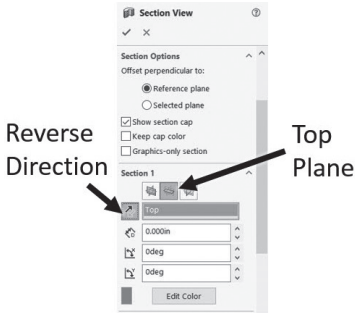 Section View
Section Options
Offset perpendicular to:
Reference plane
Selected plane
Show section cap
Keep cap color
Graphics-only section
Reverse
Direction
Top
Plane
Section 1
Top
0.000in
0deg
0deg
Edit Color